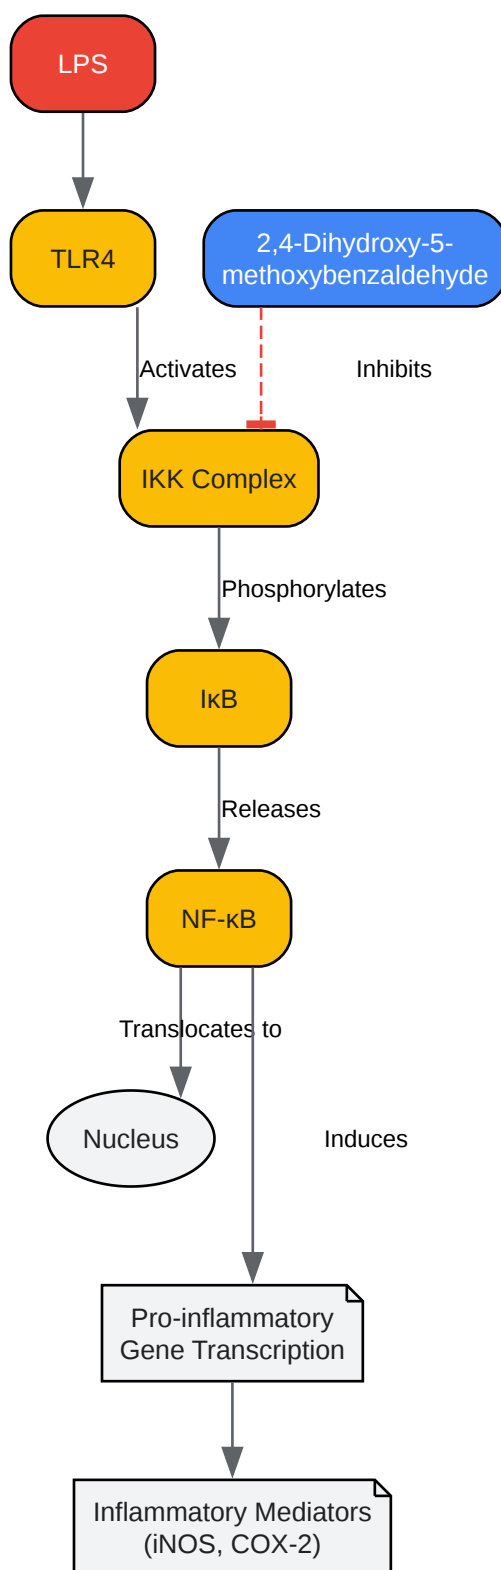 LPS
TLR4
2,4-Dihydroxy-5-
methoxybenzaldehyde
Activates
Inhibits
IKK Complex
Phosphorylates
IκB
Releases
NF-κB
Translocates to
Nucleus
Induces
Pro-inflammatory
Gene Transcription
Inflammatory Mediators
(iNOS, COX-2)